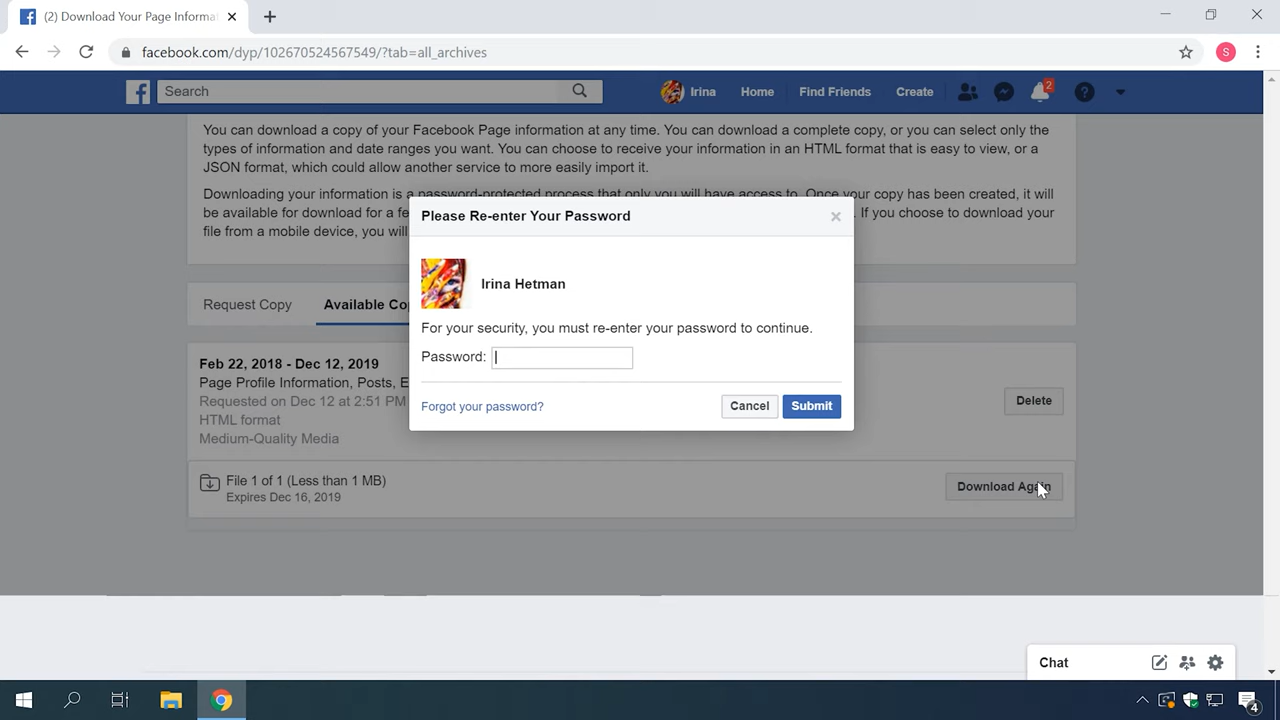 (2) Download Your Page Informat
facebook.com/dyp/102670524567549/?tab=all_archives
S
Search
Irina
Home
Find Friends
Create
2
You can download a copy of your Facebook Page information at any time. You can download a complete copy, or you can select only the
types of information and date ranges you want. You can choose to receive your information in an HTML format that is easy to view, or a
JSON format, which could allow another service to more easily import it.
Downloading your information is a password-protected process that only you will have access to. Once your copy has been created, it will
be available for download for a fe
If you choose to download your
file from a mobile device, you will
Please Re-enter Your Password
Irina Hetman
For your security, you must re-enter your password to continue.
Password:
Forgot your password?
Cancel
Submit
Request Copy
Available Co
Feb 22, 2018 - Dec 12, 2019
Page Profile Information, Posts, E
Requested on Dec 12 at 2:51 PM
HTML format
Medium-Quality Media
Delete
File 1 of 1 (Less than 1 MB)
Expires Dec 16, 2019
Download Again
Chat
4